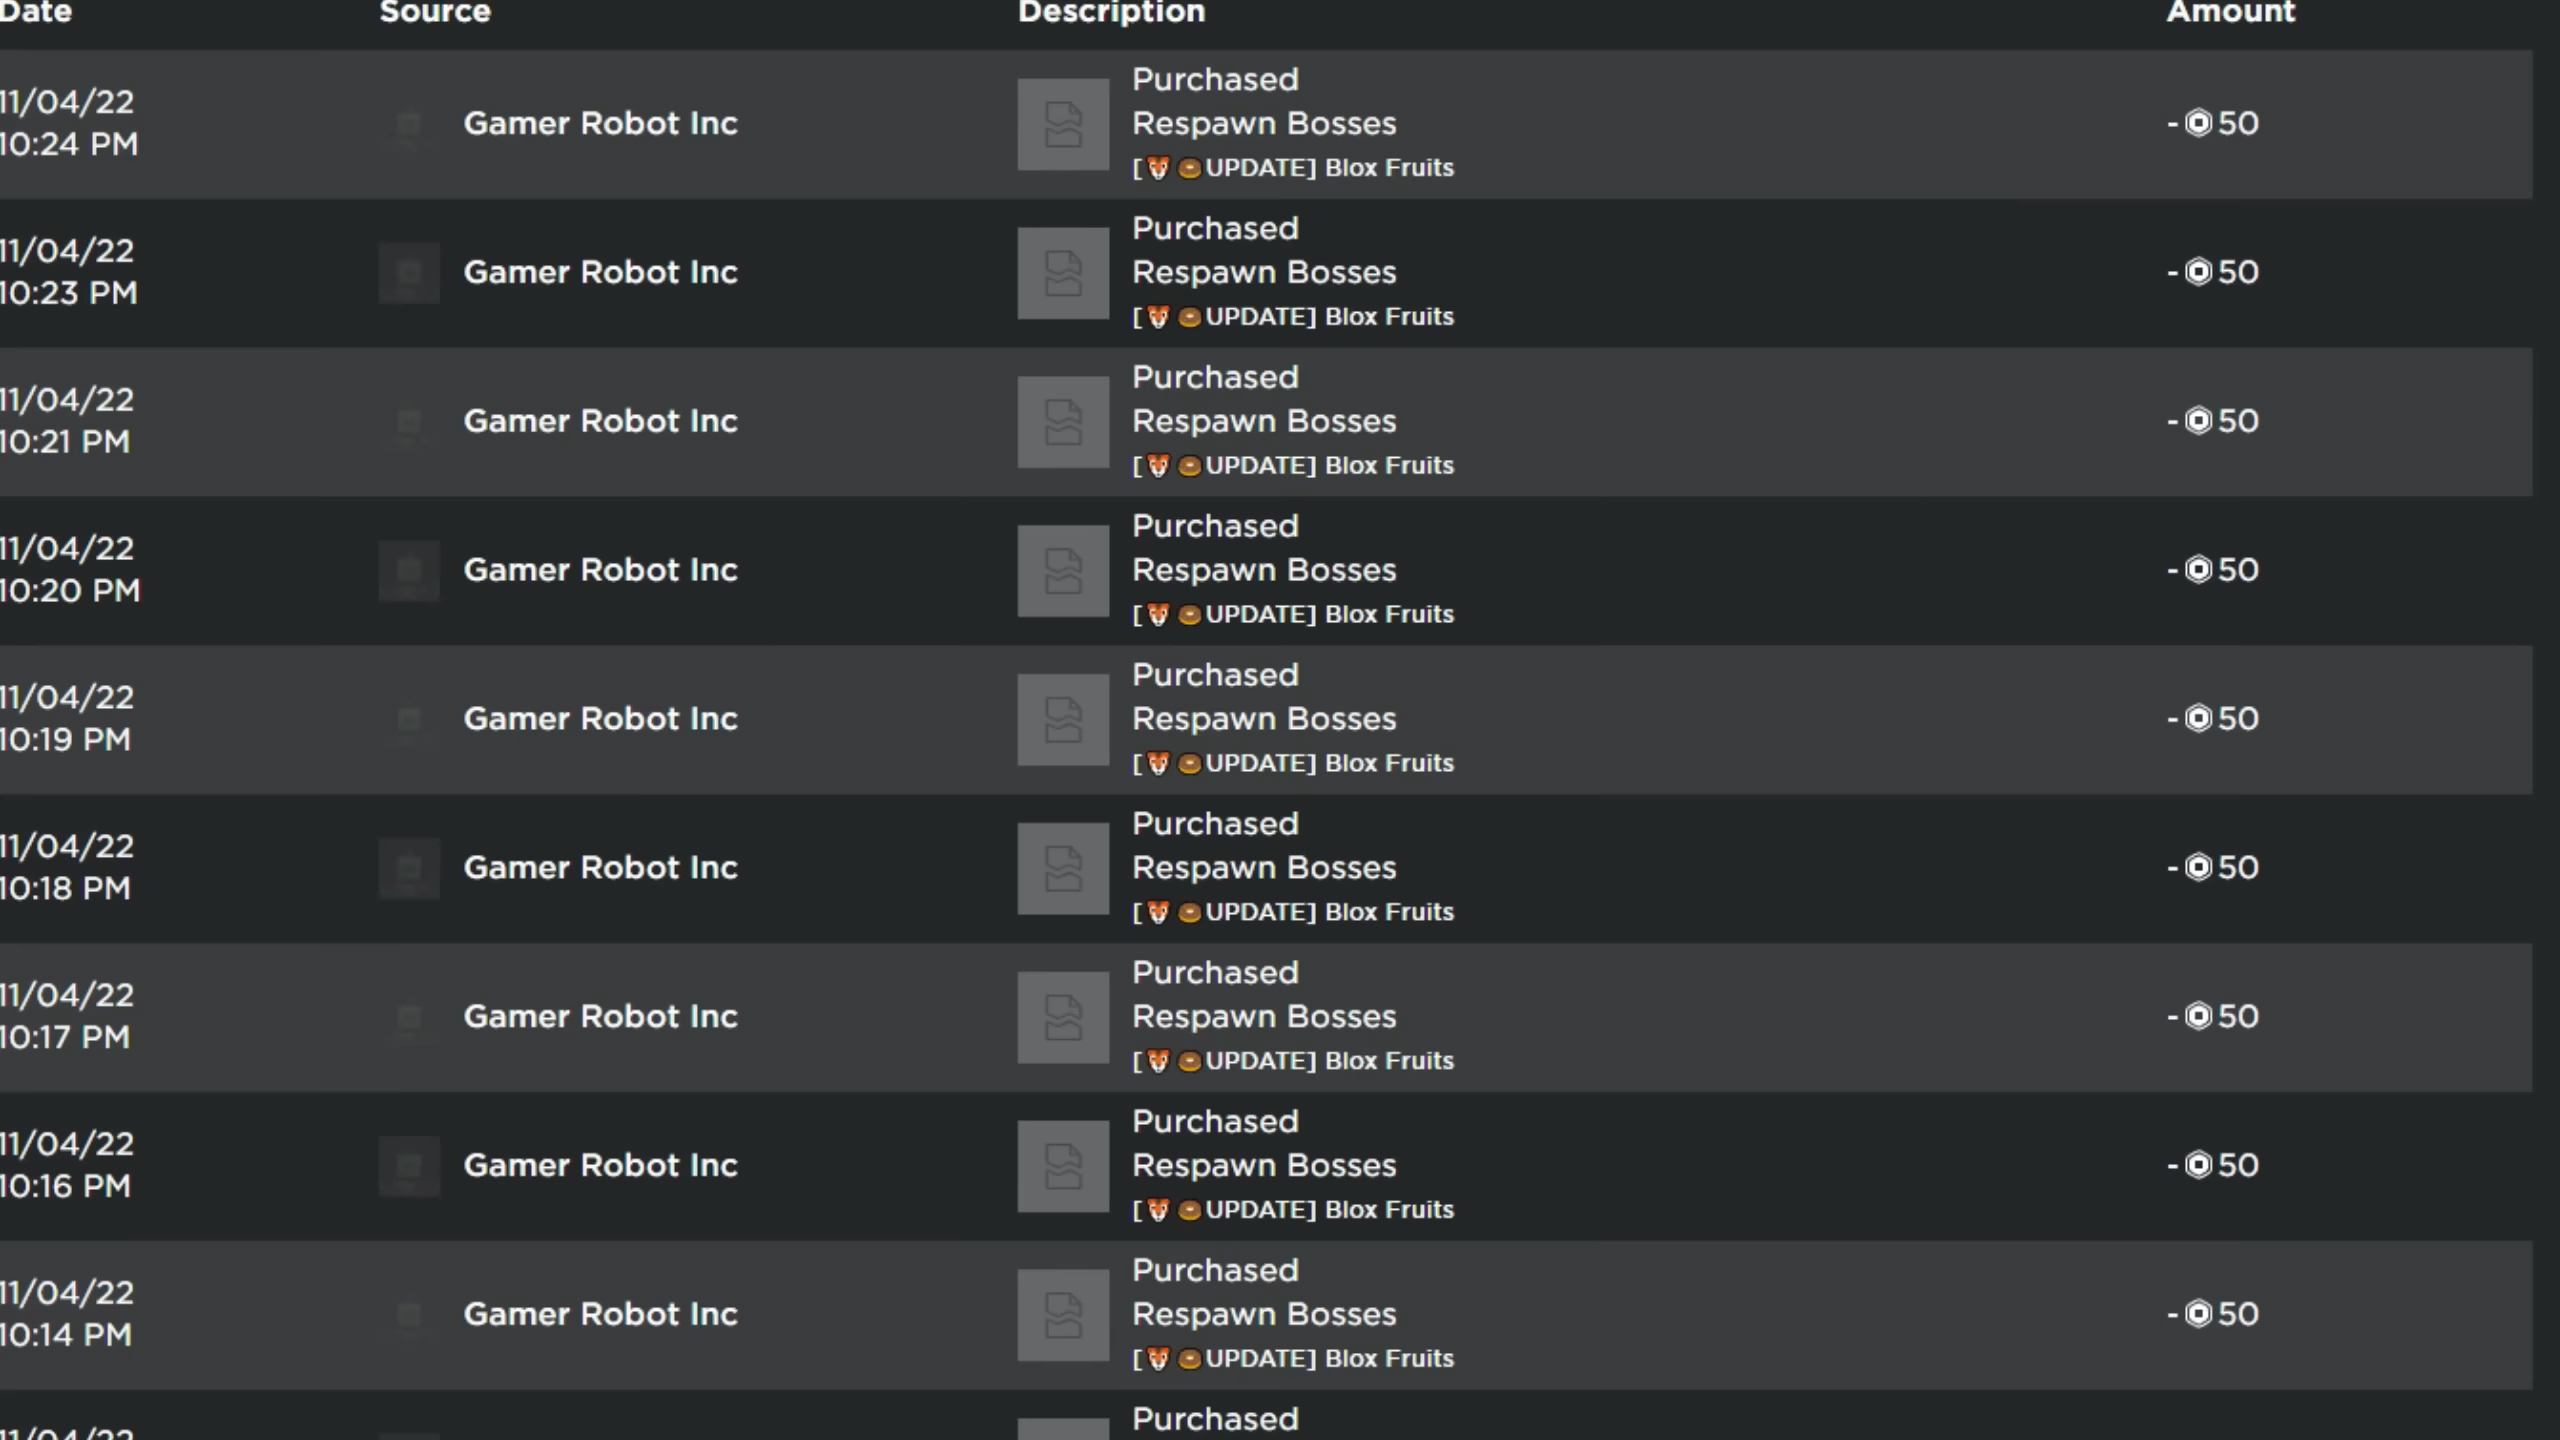 Date Source Description Amount
11/04/22
10:24 PM
Gamer Robot Inc
Purchased
Respawn Bosses
[🐯 🍩UPDATE] Blox Fruits
-50
11/04/22
10:23 PM
Gamer Robot Inc
Purchased
Respawn Bosses
[🐯 🍩UPDATE] Blox Fruits
-50
11/04/22
10:21 PM
Gamer Robot Inc
Purchased
Respawn Bosses
[🐯 🍩UPDATE] Blox Fruits
-50
11/04/22
10:20 PM
Gamer Robot Inc
Purchased
Respawn Bosses
[🐯 🍩UPDATE] Blox Fruits
-50
11/04/22
10:19 PM
Gamer Robot Inc
Purchased
Respawn Bosses
[🐯 🍩UPDATE] Blox Fruits
-50
11/04/22
10:18 PM
Gamer Robot Inc
Purchased
Respawn Bosses
[🐯 🍩UPDATE] Blox Fruits
-50
11/04/22
10:17 PM
Gamer Robot Inc
Purchased
Respawn Bosses
[🐯 🍩UPDATE] Blox Fruits
-50
11/04/22
10:16 PM
Gamer Robot Inc
Purchased
Respawn Bosses
[🐯 🍩UPDATE] Blox Fruits
-50
11/04/22
10:14 PM
Gamer Robot Inc
Purchased
Respawn Bosses
[🐯 🍩UPDATE] Blox Fruits
-50
11/04/22
Purchased